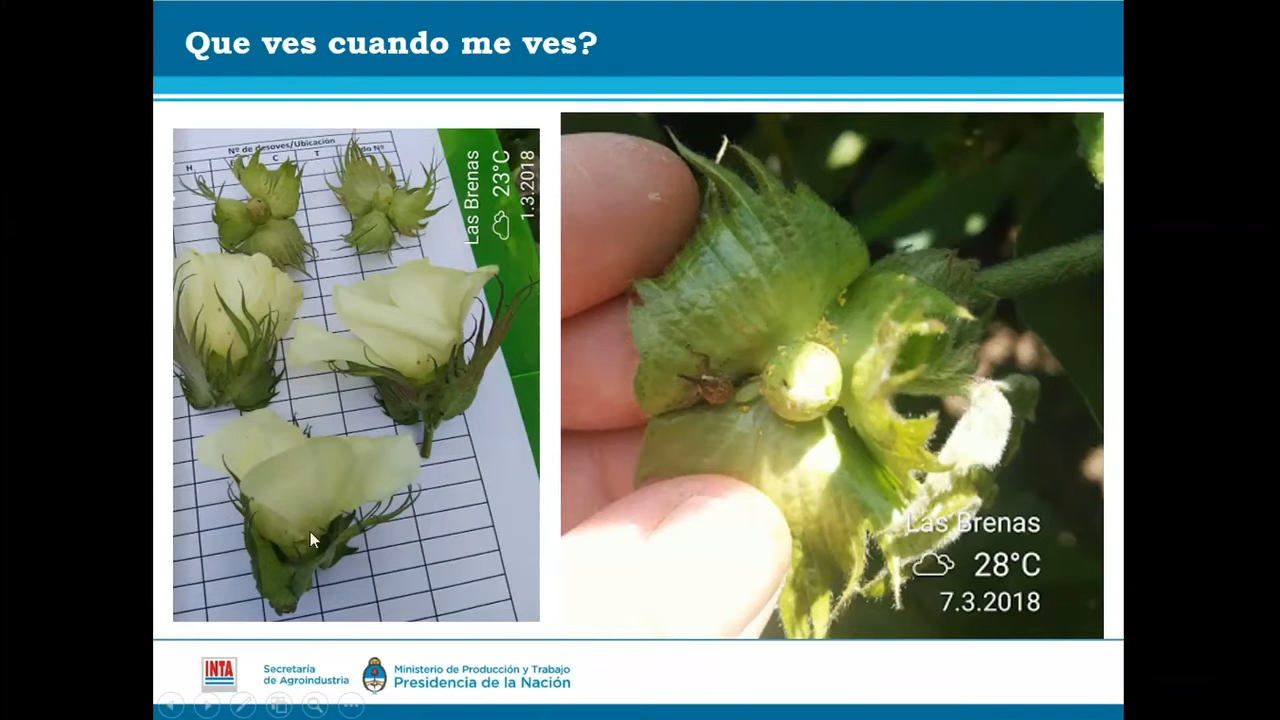 Que ves cuando me ves?
Nº de desoves/Ubicación
H
C
T
Nº
Las Brenas
23°C
1.3.2018
Las Brenas
28°C
7.3.2018
INTA
Secretaría
de Agroindustria
Ministerio de Producción y Trabajo
Presidencia de la Nación